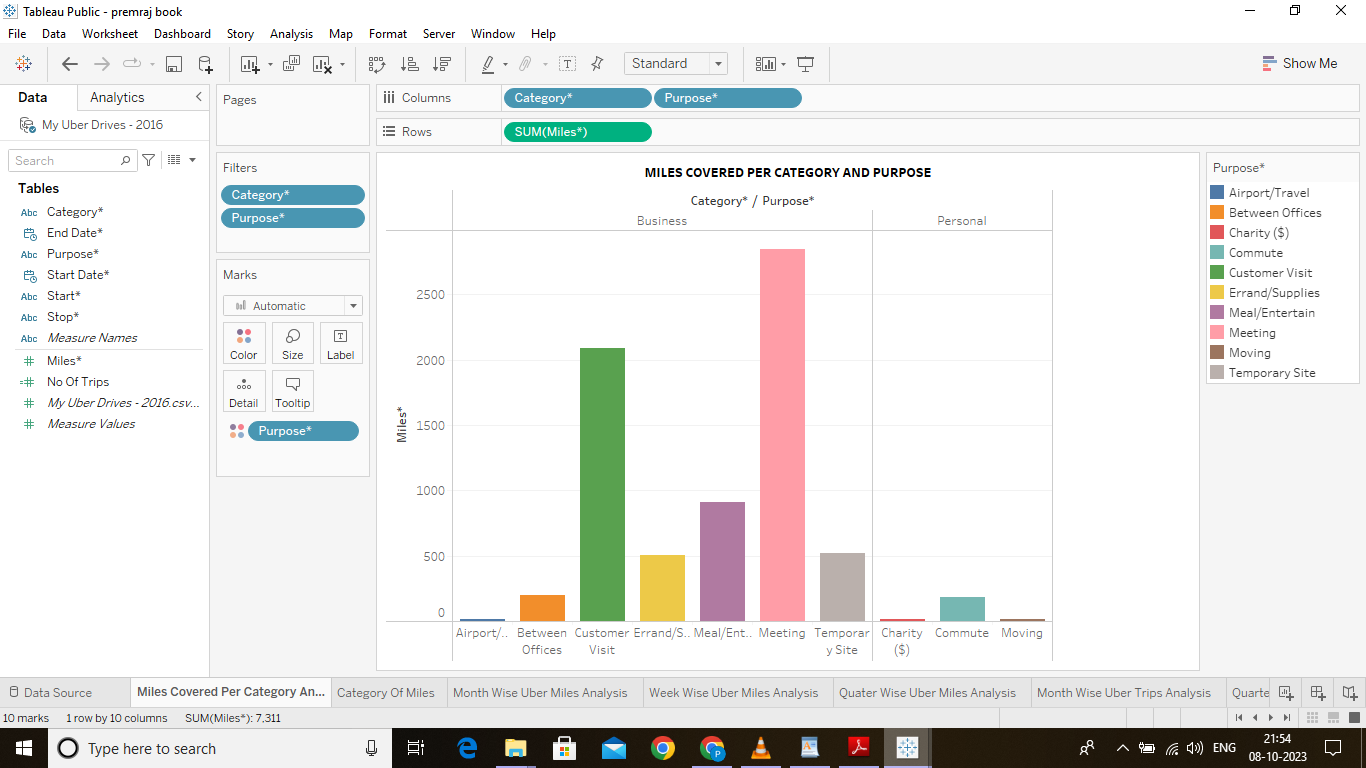 Tableau Public - premraj book
File Data Worksheet Dashboard Story Analysis Map Format Server Window Help
Standard
Show Me
Data Analytics
My Uber Drives - 2016
Search
Tables
Abc Category*
End Date*
Abc Purpose*
Start Date*
Abc Start*
Abc Stop*
Abc Measure Names
Miles*
No Of Trips
My Uber Drives - 2016.csv...
Measure Values
Pages
Filters
Category*
Purpose*
Marks
Automatic
Color Size Label
Detail Tooltip
Purpose*
Columns Category* Purpose*
Rows SUM(Miles*)
MILES COVERED PER CATEGORY AND PURPOSE
Category* / Purpose*
Business Personal
Miles*
2500
2000
1500
1000
500
0
Airport/.. Between Offices Customer Visit Errand/S.. Meal/Ent.. Meeting Temporary Site Charity ($) Commute Moving
Purpose*
Airport/Travel
Between Offices
Charity ($)
Commute
Customer Visit
Errand/Supplies
Meal/Entertain
Meeting
Moving
Temporary Site
Data Source Miles Covered Per Category An... Category Of Miles Month Wise Uber Miles Analysis Week Wise Uber Miles Analysis Quater Wise Uber Miles Analysis Month Wise Uber Trips Analysis Quarte
10 marks 1 row by 10 columns SUM(Miles*): 7,311
Type here to search
ENG
21:54
08-10-2023